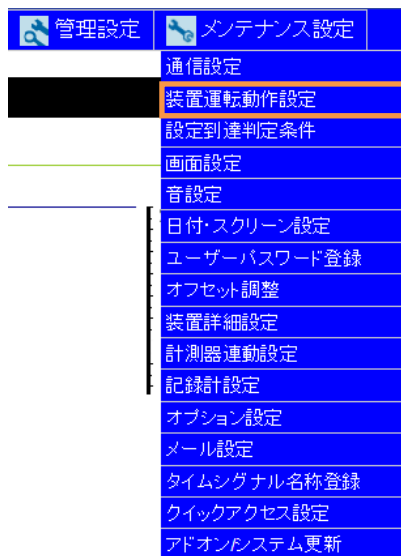 管理設定
メンテナンス設定
通信設定
装置運転動作設定
設定到達判定条件
画面設定
音設定
日付・スクリーン設定
ユーザーパスワード登録
オフセット調整
装置詳細設定
計測器連動設定
記録計設定
オプション設定
メール設定
タイムシグナル名称登録
クイックアクセス設定
アドオン/システム更新